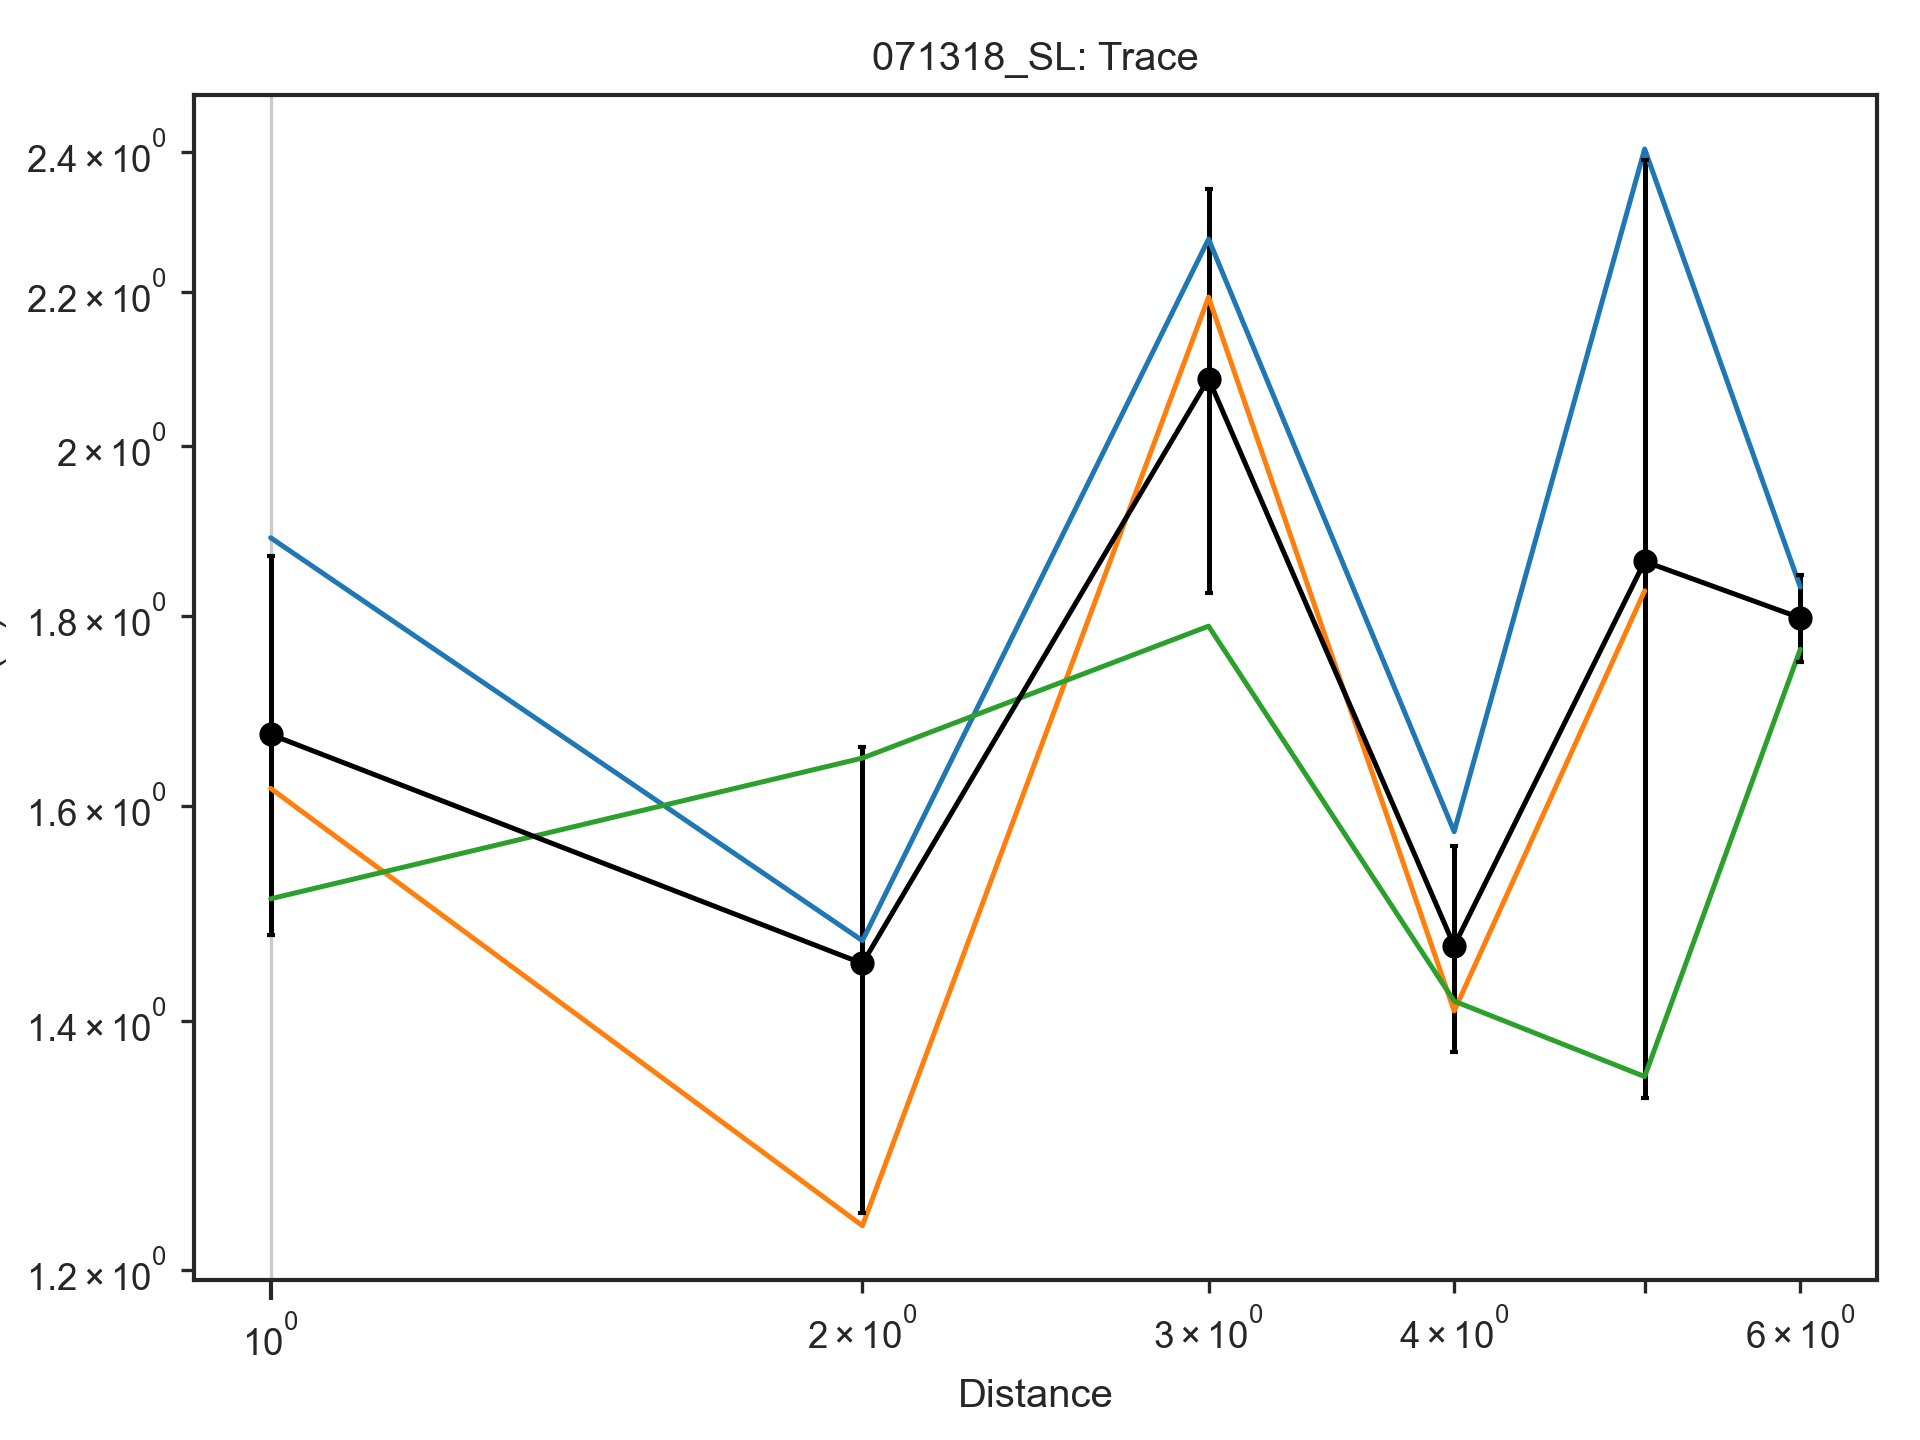 071318_SL: Trace
2.4 × 10⁰
2.2 × 10⁰
2 × 10⁰
1.8 × 10⁰
1.6 × 10⁰
1.4 × 10⁰
1.2 × 10⁰
10⁰ 2 × 10⁰ 3 × 10⁰ 4 × 10⁰ 6 × 10⁰
Distance